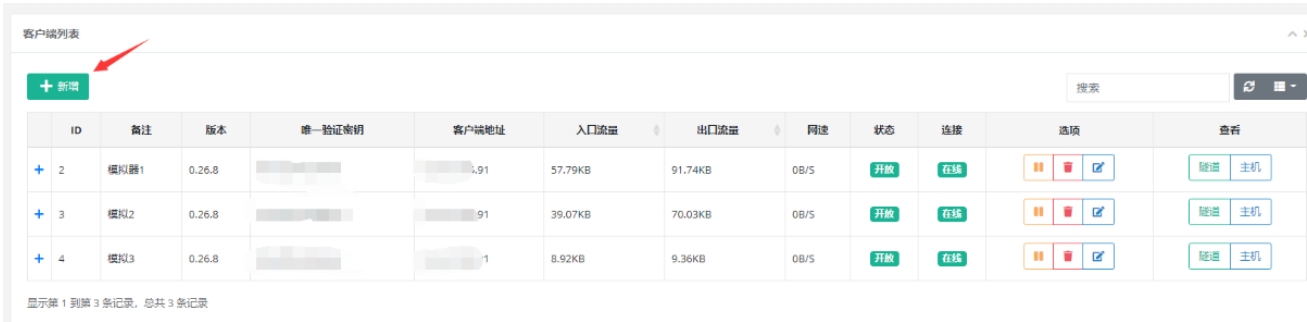 客户端列表
新增
搜索
ID 备注 版本 唯一验证密钥 客户端地址 入口流量 出口流量 网速 状态 连接 选项 查看
2 模拟器1 0.26.8 .91 57.79KB 91.74KB 0B/S 开放 在线 隧道 主机
3 模拟2 0.26.8 91 39.07KB 70.03KB 0B/S 开放 在线 隧道 主机
4 模拟3 0.26.8 8.92KB 9.36KB 0B/S 开放 在线 隧道 主机
显示第 1 到第 3 条记录，总共 3 条记录